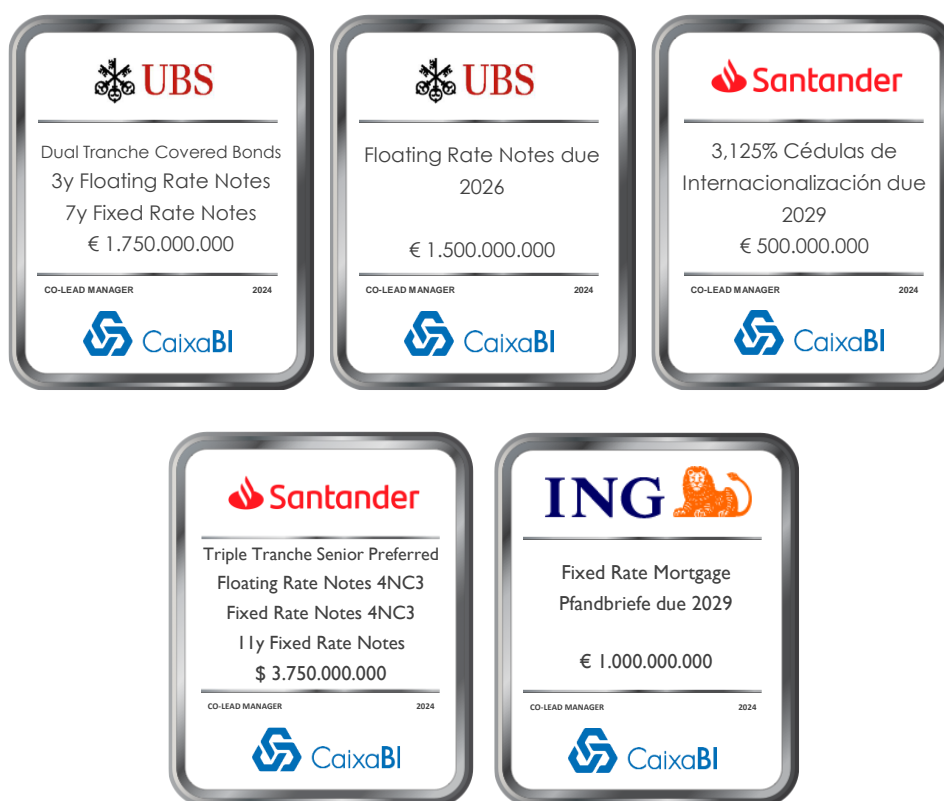 UBS
Dual Tranche Covered Bonds
3y Floating Rate Notes
7y Fixed Rate Notes
€ 1.750.000.000
CO-LEAD MANAGER 2024
CaixaBI
UBS
Floating Rate Notes due
2026
€ 1.500.000.000
CO-LEAD MANAGER 2024
CaixaBI
Santander
3,125% Cédulas de
Internacionalización due
2029
€ 500.000.000
CO-LEAD MANAGER 2024
CaixaBI
Santander
Triple Tranche Senior Preferred
Floating Rate Notes 4NC3
Fixed Rate Notes 4NC3
11y Fixed Rate Notes
$ 3.750.000.000
CO-LEAD MANAGER 2024
CaixaBI
ING
Fixed Rate Mortgage
Pfandbriefe due 2029
€ 1.000.000.000
CO-LEAD MANAGER 2024
CaixaBI